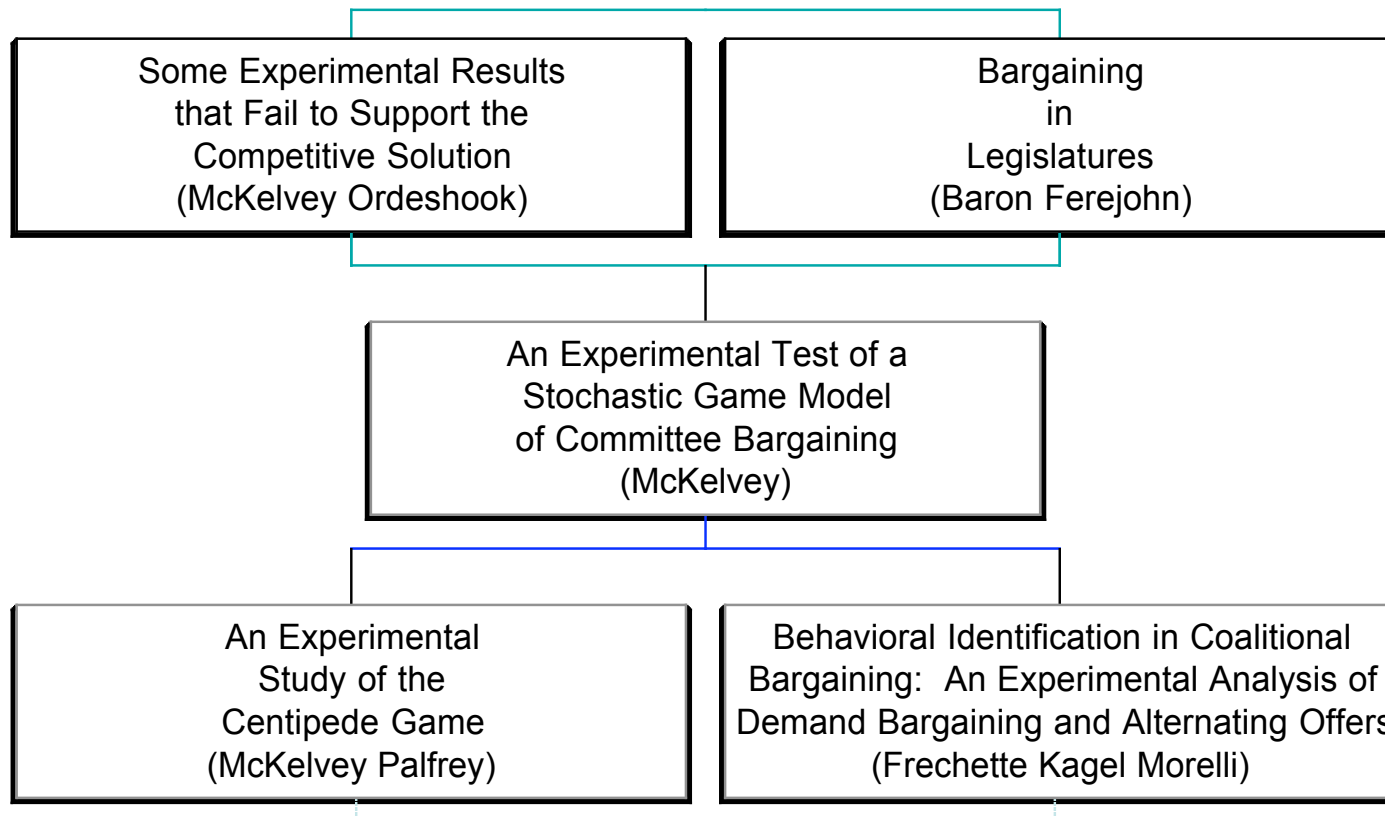 Some Experimental Results
that Fail to Support the
Competitive Solution
(McKelvey Ordeshook)
Bargaining
in
Legislatures
(Baron Ferejohn)
An Experimental Test of a
Stochastic Game Model
of Committee Bargaining
(McKelvey)
An Experimental
Study of the
Centipede Game
(McKelvey Palfrey)
Behavioral Identification in Coalitional
Bargaining: An Experimental Analysis of
Demand Bargaining and Alternating Offers
(Frechette Kagel Morelli)